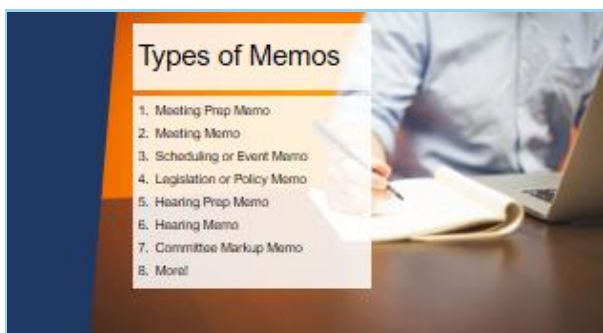 Types of Memos
1. Meeting Prep Memo
2. Meeting Memo
3. Scheduling or Event Memo
4. Legislation or Policy Memo
5. Hearing Prep Memo
6. Hearing Memo
7. Committee Markup Memo
8. More!